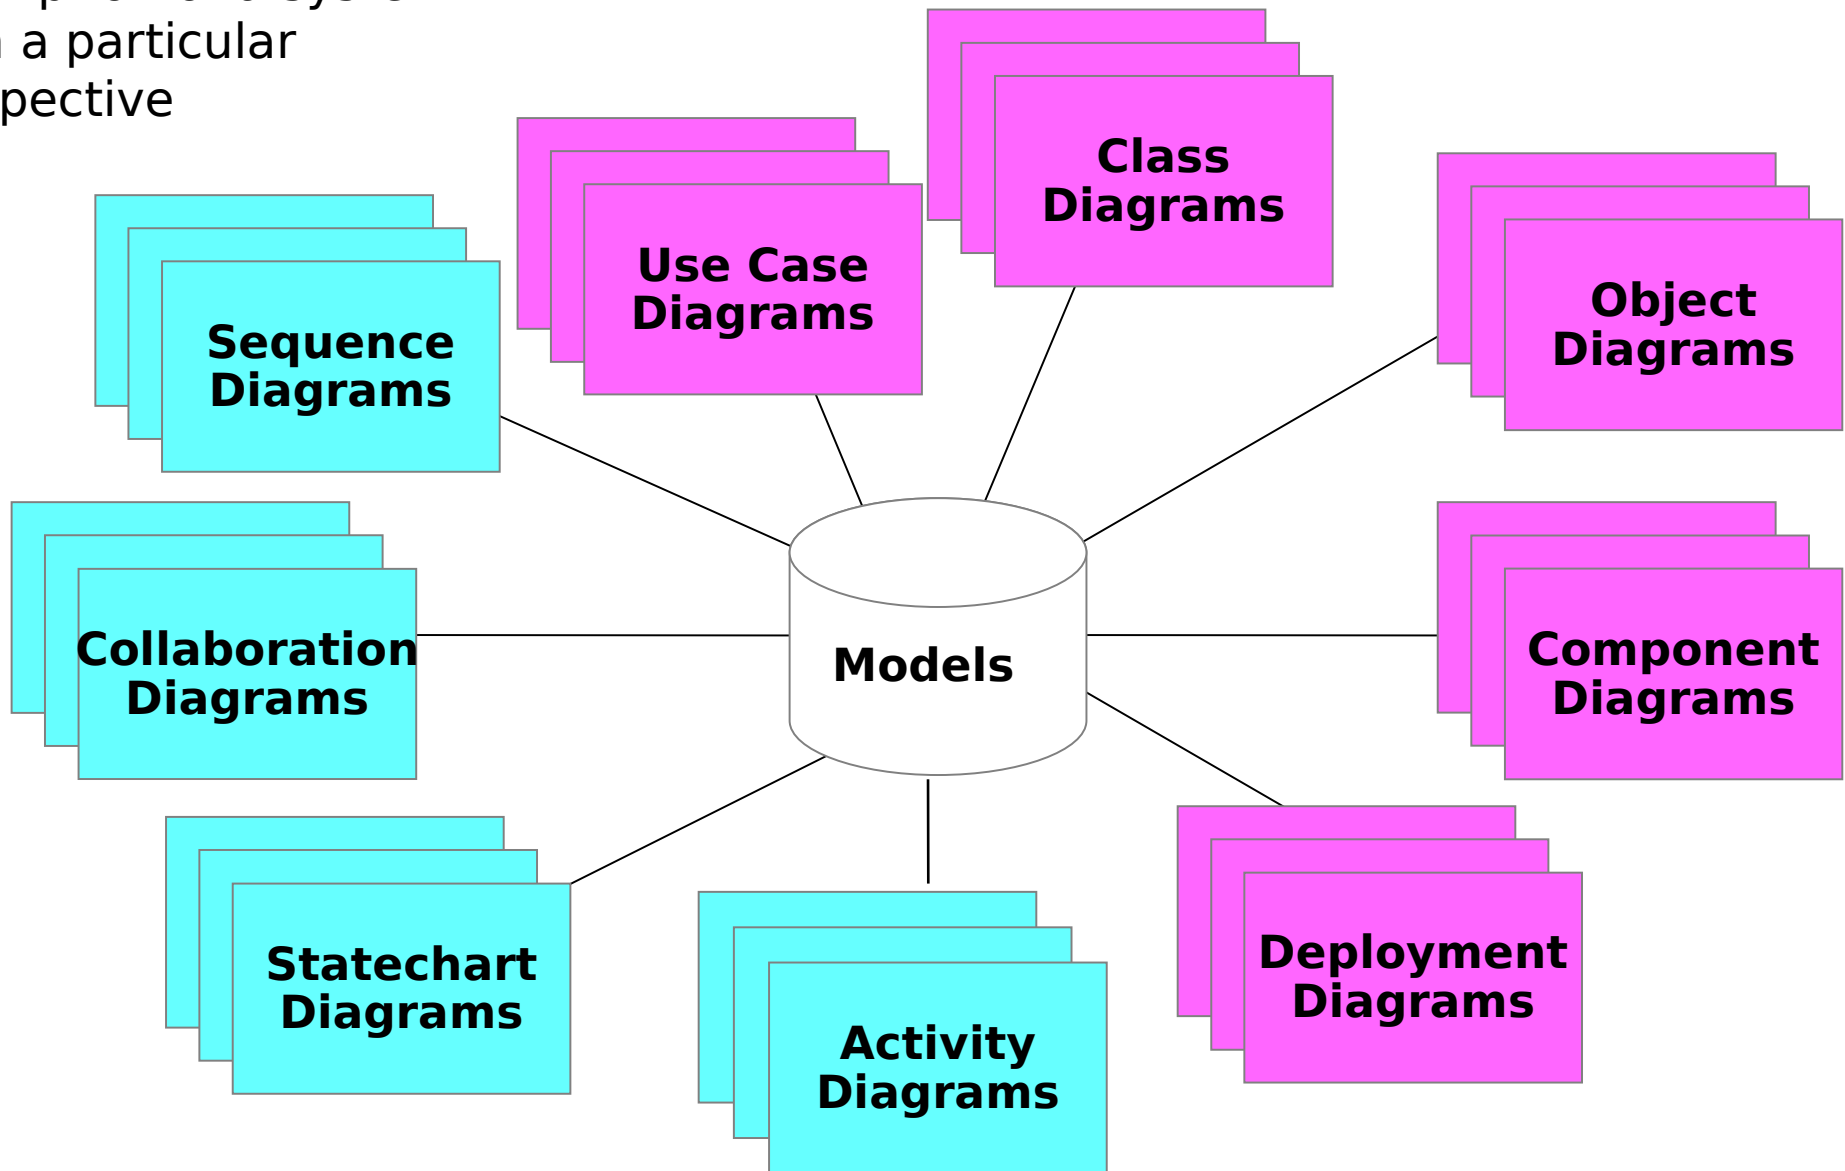 a particular
Class
Diagrams
Use Case
Diagrams
Object
Diagrams
Sequence
Diagrams
Collaboration
Diagrams
Models
Component
Diagrams
Statechart
Diagrams
Deployment
Diagrams
Activity
Diagrams